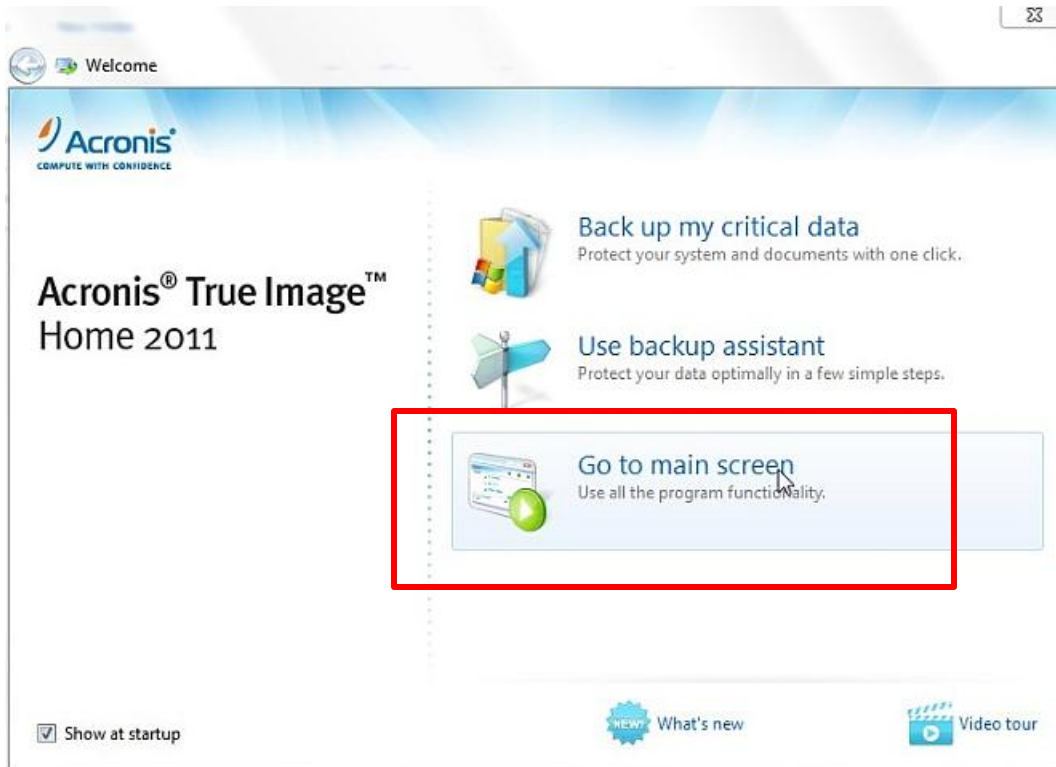 Welcome
Acronis
COMPUTE WITH CONFIDENCE
Acronis® True Image™
Home 2011
Back up my critical data
Protect your system and documents with one click.
Use backup assistant
Protect your data optimally in a few simple steps.
Go to main screen
Use all the program functionality.
Show at startup
NEW!
What's new
Video tour